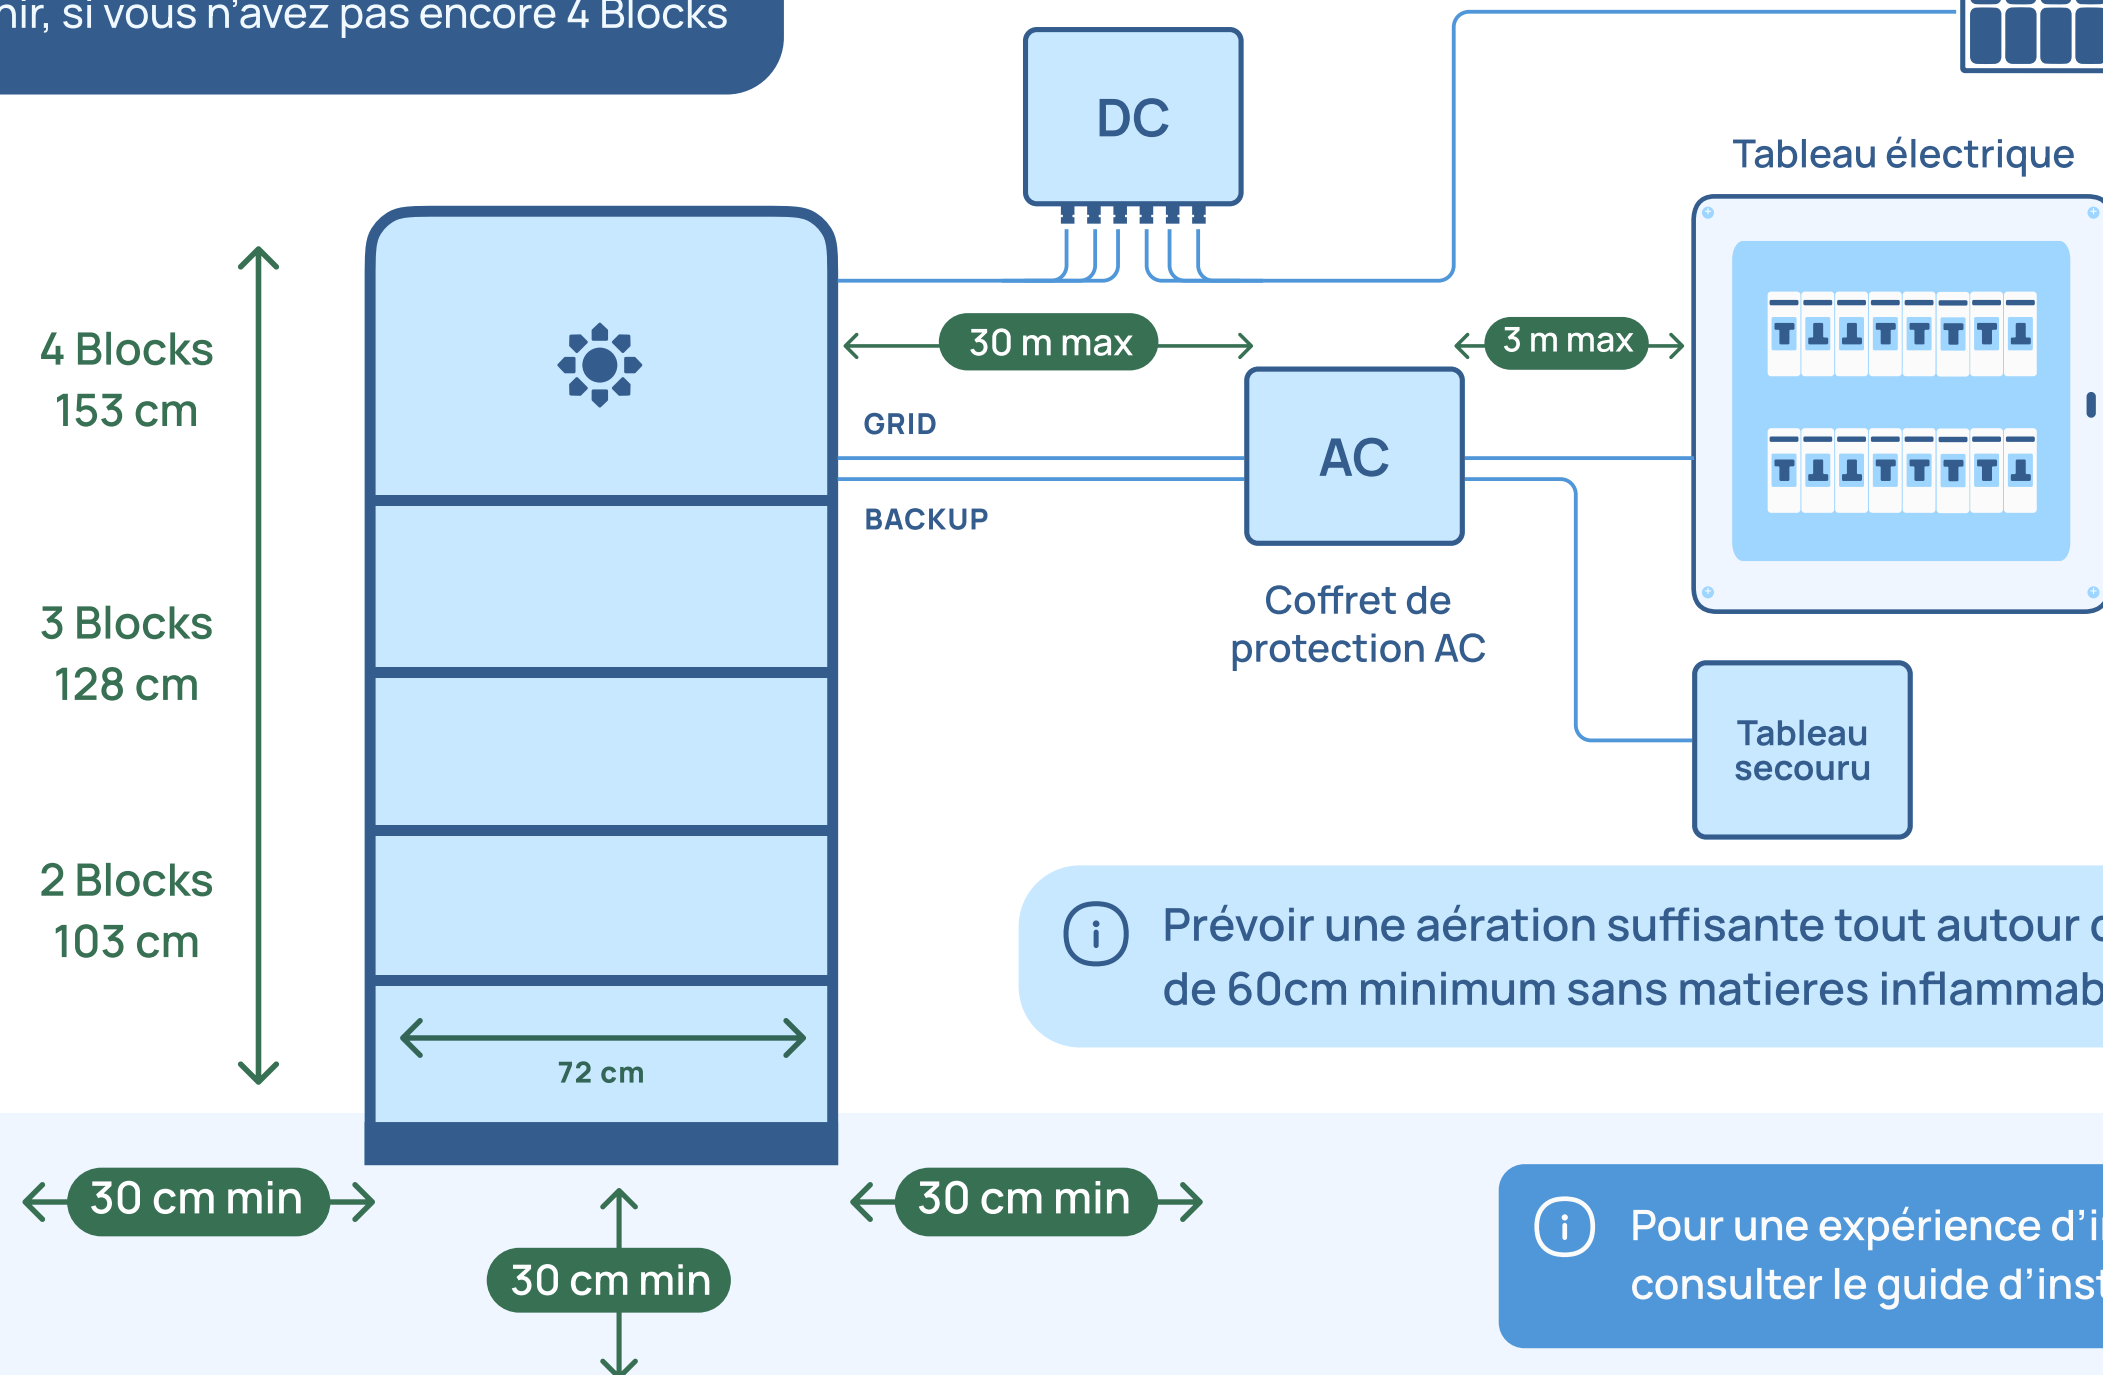 si vous n'avez pas encore 4 Blocks
DC
Tableau électrique
4 Blocks
153 cm
30 m max
3 m max
GRID
AC
BACKUP
Coffret de
protection AC
3 Blocks
128 cm
Tableau
secouru
2 Blocks
103 cm
Prévoir une aération suffisante tout autour
de 60cm minimum sans matieres
72 cm
30 cm min
30 cm min
30 cm min
Pour une expérience
consulter le guide